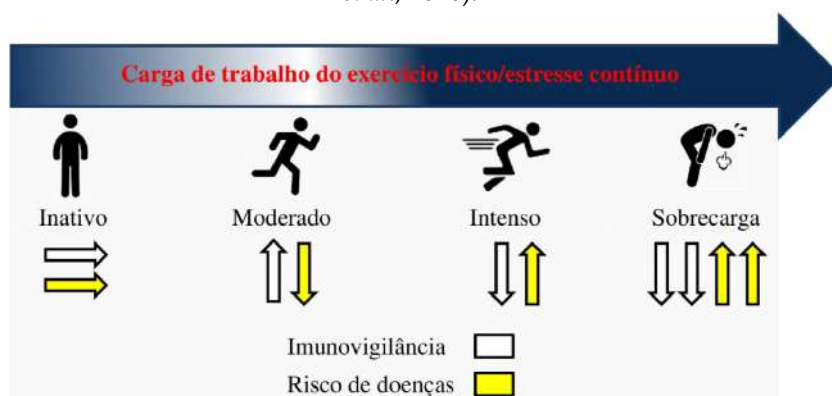 Carga de trabalho do exercício físico/estresse contínuo
Inativo
Moderado
Intenso
Sobrecarga
Imunovigilância
Risco de doenças